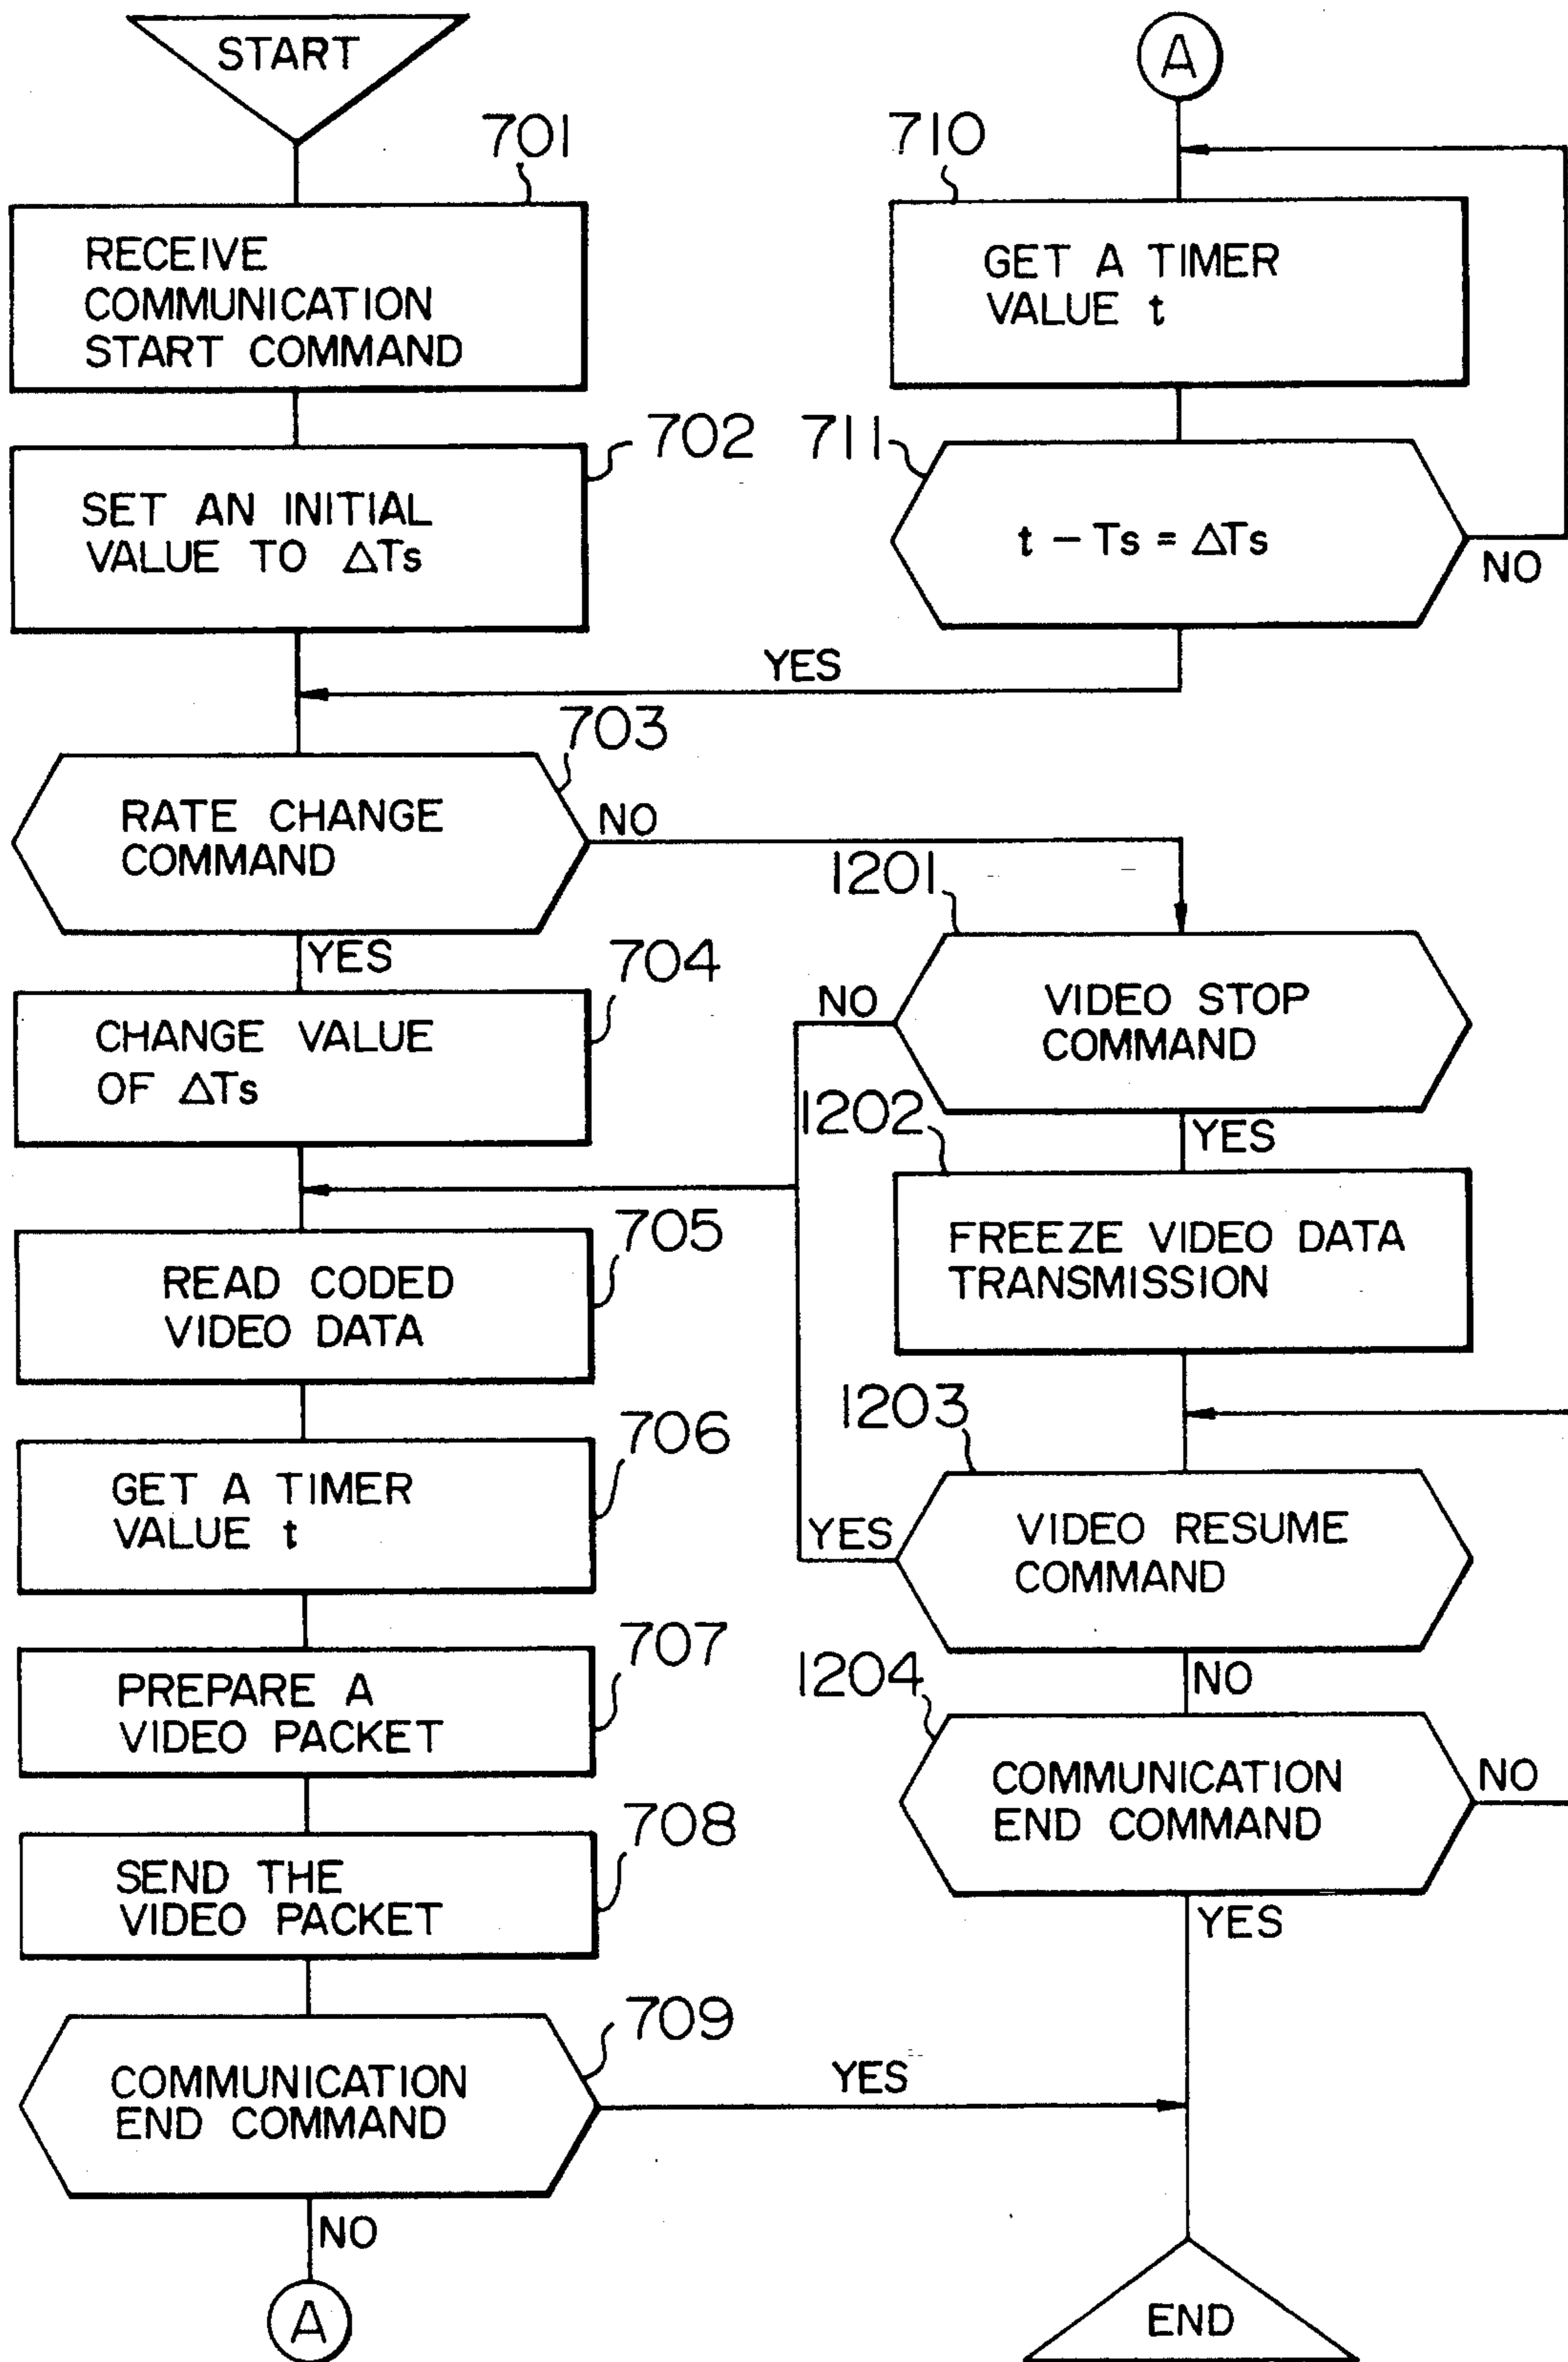 START
701
RECEIVE
COMMUNICATION
START COMMAND
702
SET AN INITIAL
VALUE TO ΔTs
703
RATE CHANGE
COMMAND
NO
YES
704
CHANGE VALUE
OF ΔTs
705
READ CODED
VIDEO DATA
706
GET A TIMER
VALUE t
707
PREPARE A
VIDEO PACKET
708
SEND THE
VIDEO PACKET
709
COMMUNICATION
END COMMAND
YES
NO
A
A
710
GET A TIMER
VALUE t
711
t - Ts = ΔTs
NO
YES
1201
VIDEO STOP
COMMAND
NO
YES
1202
FREEZE VIDEO DATA
TRANSMISSION
1203
VIDEO RESUME
COMMAND
YES
NO
1204
COMMUNICATION
END COMMAND
NO
YES
END